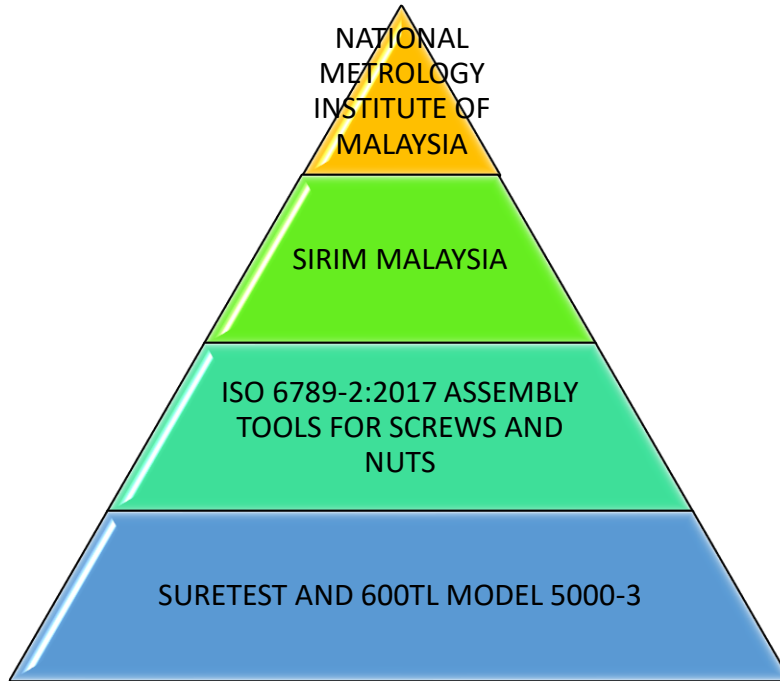 NATIONAL
METROLOGY
INSTITUTE OF
MALAYSIA
SIRIM MALAYSIA
ISO 6789-2:2017 ASSEMBLY
TOOLS FOR SCREWS AND
NUTS
SURETEST AND 600TL MODEL 5000-3